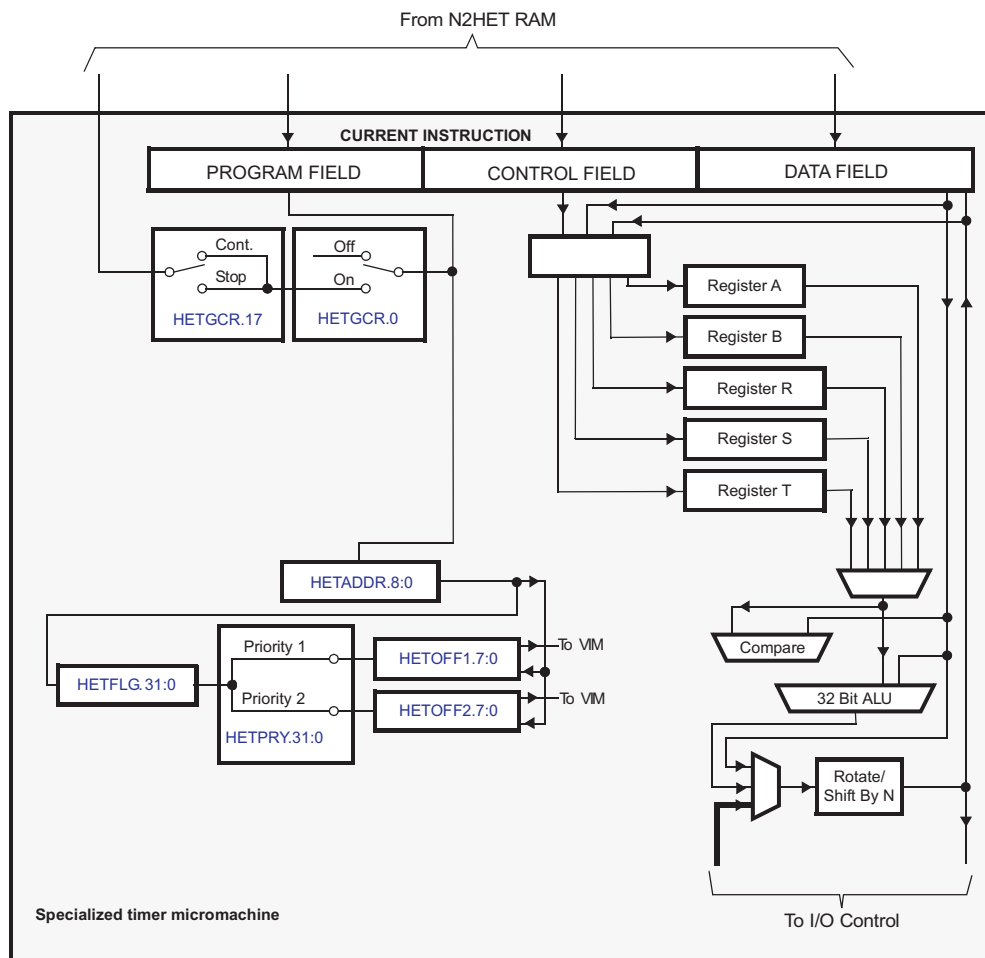 From N2HET RAM
CURRENT INSTRUCTION
PROGRAM FIELD
CONTROL FIELD
DATA FIELD
Cont.
Stop
HETGCR.17
Off
On
HETGCR.0
Register A
Register B
Register R
Register S
Register T
HETADDR.8:0
HETFLG.31:0
Priority 1
Priority 2
HETPRY.31:0
HETOFF1.7:0
To VIM
HETOFF2.7:0
To VIM
Compare
32 Bit ALU
Rotate/
Shift By N
Specialized timer micromachine
To I/O Control